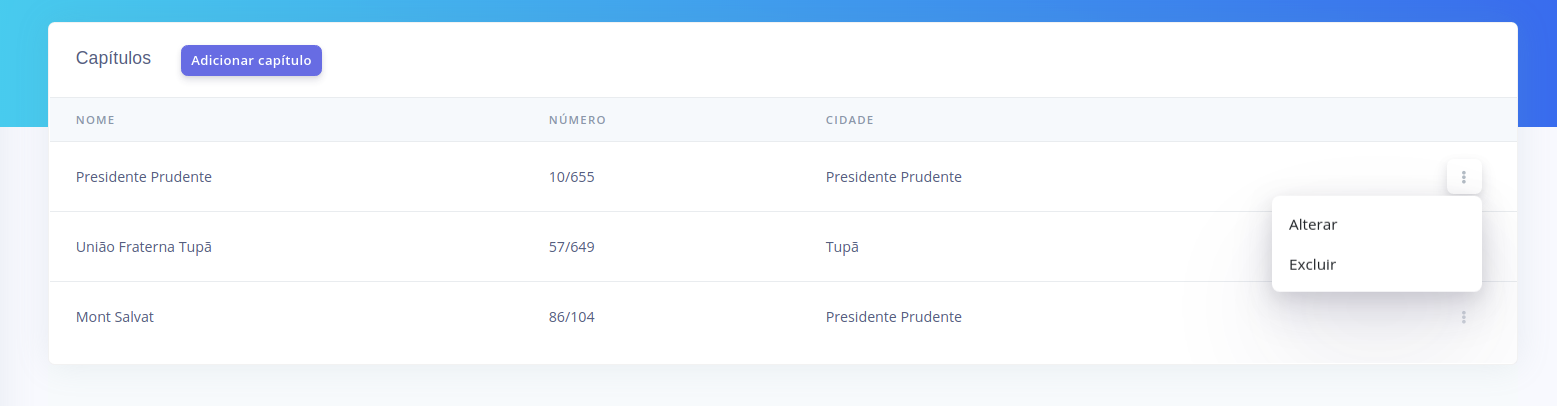 Capítulos Adicionar capítulo
NOME NÚMERO CIDADE
Presidente Prudente 10/655 Presidente Prudente
Alterar
União Fraterna Tupã 57/649 Tupã
Excluir
Mont Salvat 86/104 Presidente Prudente